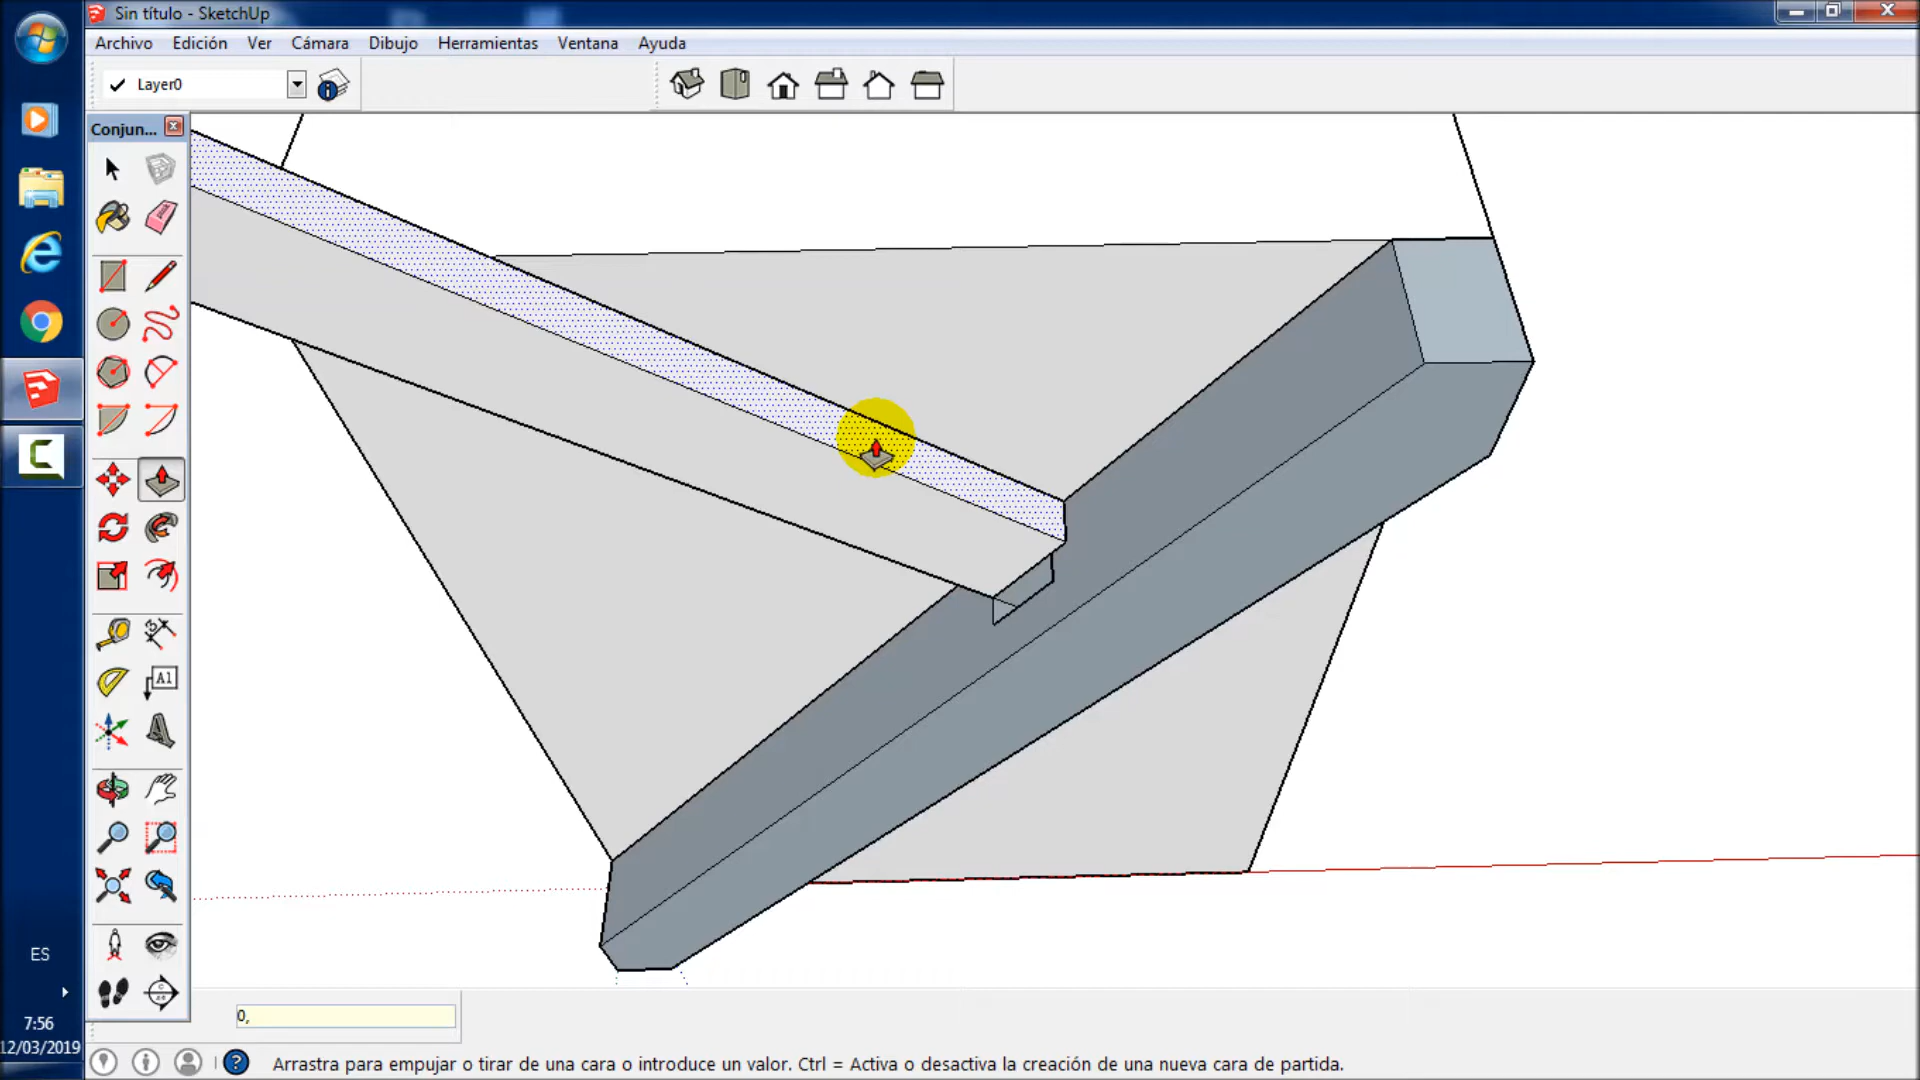 Sin título - SketchUp
Archivo Edición Ver Cámara Dibujo Herramientas Ventana Ayuda
Layer0
Conjun...
A1
ES
7:56
12/03/2019
0,
Arrastra para empujar o tirar de una cara o introduce un valor. Ctrl = Activa o desactiva la creación de una nueva cara de partida.